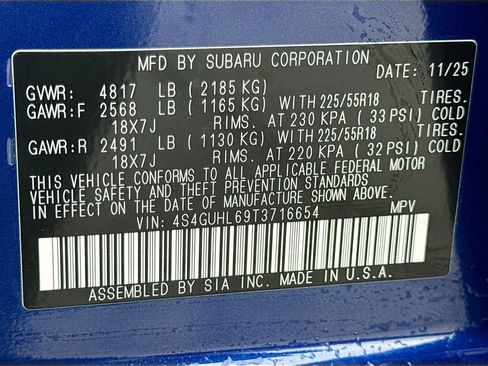 MFD BY SUBARU CORPORATION
DATE: 11/25
GVWR: 4817 LB ( 2185 KG)
GAWR:F 2568 LB ( 1165 KG) WITH 225/55R18 TIRES.
18X7J RIMS. AT 230 KPA ( 33 PSI) COLD
GAWR:R 2491 LB ( 1130 KG) WITH 225/55R18 TIRES.
18X7J RIMS. AT 220 KPA ( 32 PSI) COLD
THIS VEHICLE CONFORMS TO ALL APPLICABLE FEDERAL MOTOR
VEHICLE SAFETY AND THEFT PREVENTION STANDARDS
IN EFFECT ON THE DATE OF MANUFACTURE SHOWN ABOVE.
VIN: 4S4GUHL69T3716654 MPV
ASSEMBLED BY SIA INC. MADE IN U.S.A.